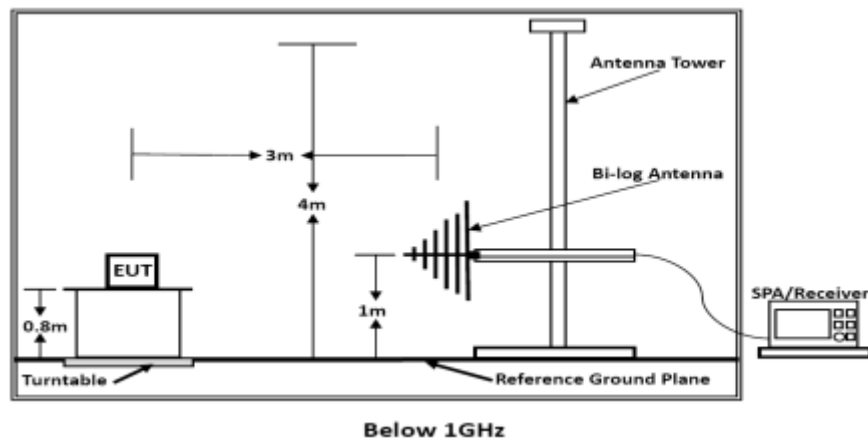 Antenna Tower
3m
Bi-log Antenna
4m
EUT
0.8m
1m
SPA/Receiver
Turntable
Reference Ground Plane
Below 1GHz